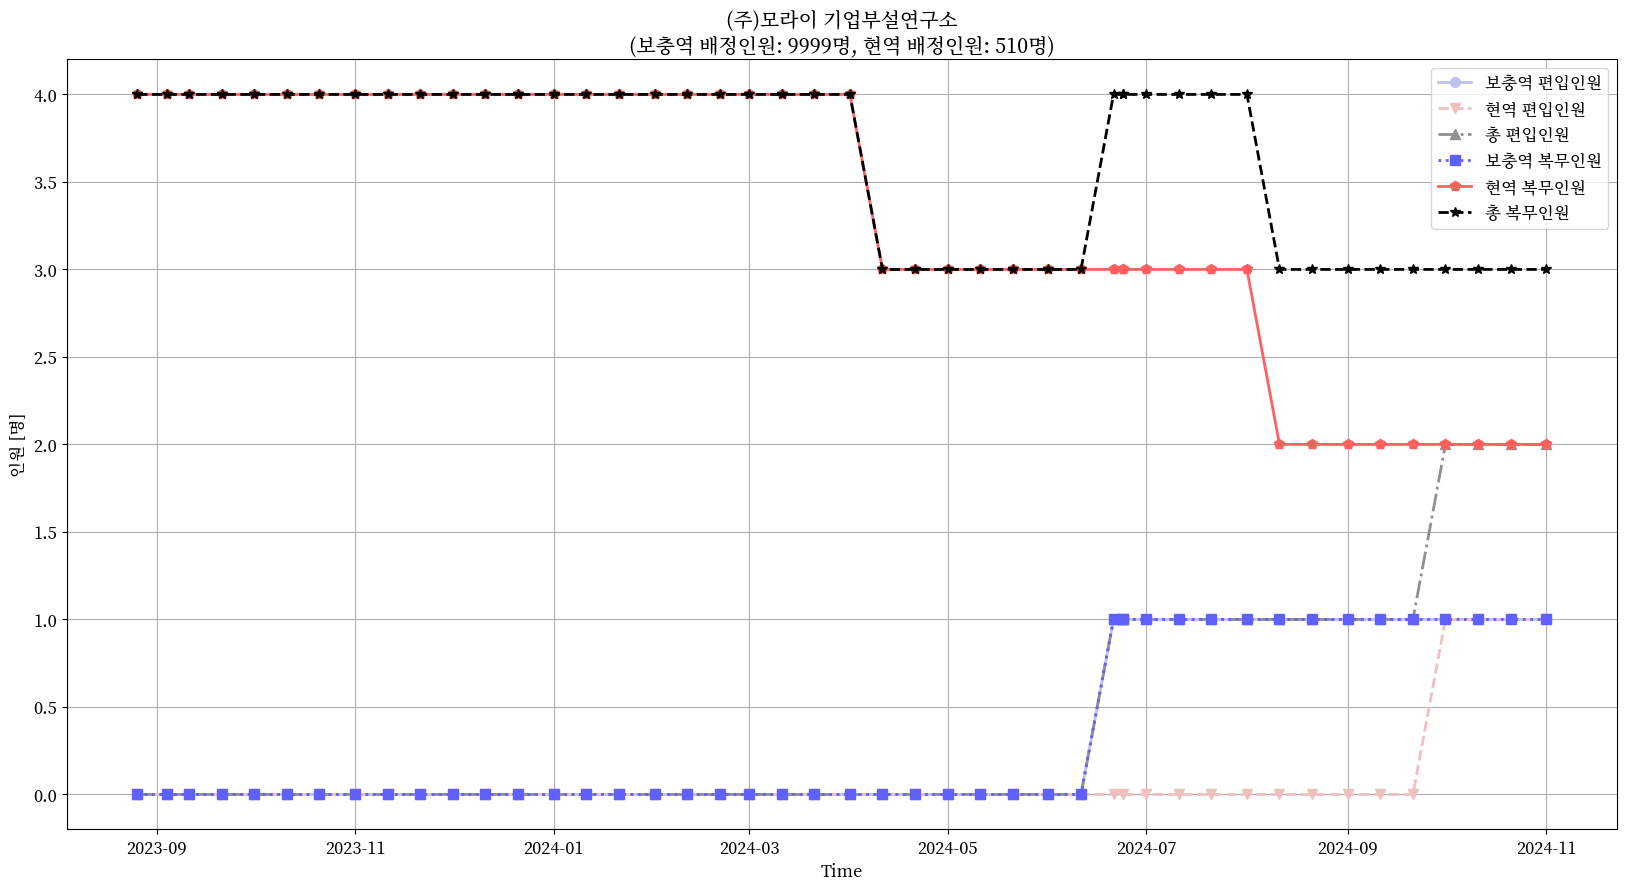 (주)모라이 기업부설연구소
(보충역 배정인원: 9999명, 현역 배정인원: 510명)
보충역 편입인원
현역 편입인원
총 편입인원
보충역 복무인원
현역 복무인원
총 복무인원
인원 [명]
4.0
3.5
3.0
2.5
2.0
1.5
1.0
0.5
0.0
2023-09
2023-11
2024-01
2024-03
2024-05
2024-07
2024-09
2024-11
Time